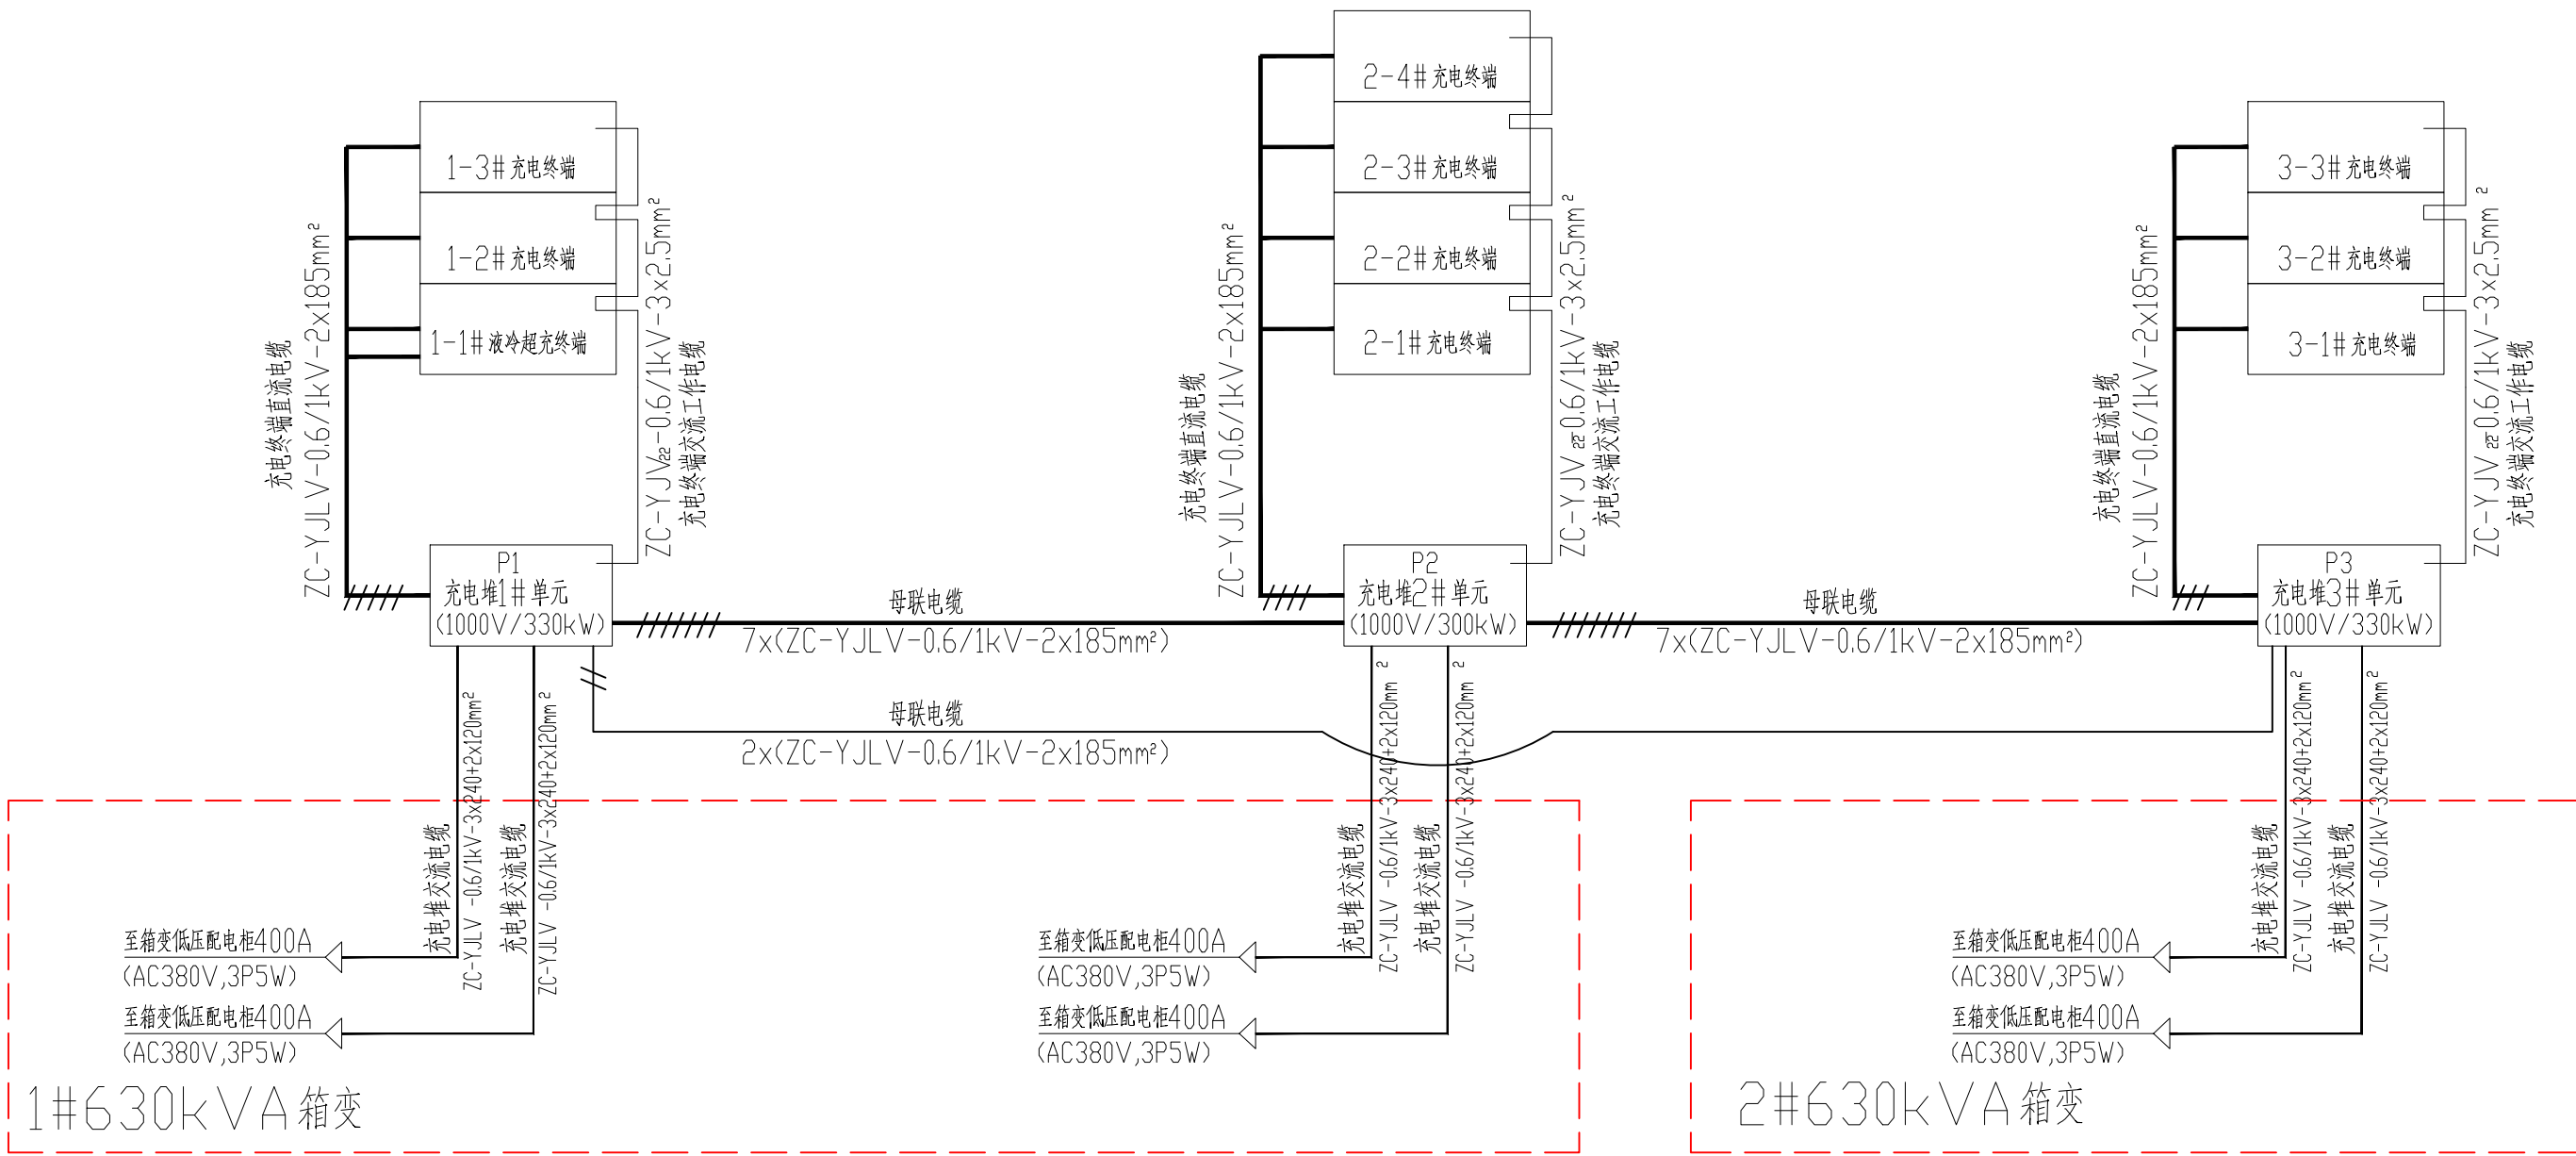 2-4#充电终端
2-3#充电终端
2-2#充电终端
2-1#充电终端
1-3#充电终端
1-2#充电终端
1-1#液冷超充终端
3-3#充电终端
3-2#充电终端
3-1#充电终端
充电终端直流电缆
ZC-YJLV-0.6/1kV-2x185mm²
ZC-YJV₂₂-0.6/1kV-3x2.5mm²
充电终端交流工作电缆
充电终端直流电缆
ZC-YJLV-0.6/1kV-2x185mm²
ZC-YJV₂₂-0.6/1kV-3x2.5mm²
充电终端交流工作电缆
充电终端直流电缆
ZC-YJLV-0.6/1kV-2x185mm²
ZC-YJV₂₂-0.6/1kV-3x2.5mm²
充电终端交流工作电缆
P1
充电堆1#单元
(1000V/330kW)
母联电缆
7x(ZC-YJLV-0.6/1kV-2x185mm²)
P2
充电堆2#单元
(1000V/300kW)
母联电缆
7x(ZC-YJLV-0.6/1kV-2x185mm²)
P3
充电堆3#单元
(1000V/330kW)
母联电缆
2x(ZC-YJLV-0.6/1kV-2x185mm²)
充电堆交流电缆
ZC-YJLV -0.6/1kV-3x240+2x120mm²
充电堆交流电缆
ZC-YJLV -0.6/1kV-3x240+2x120mm²
充电堆交流电缆
ZC-YJLV -0.6/1kV-3x240+2x120mm²
充电堆交流电缆
ZC-YJLV -0.6/1kV-3x240+2x120mm²
充电堆交流电缆
ZC-YJLV -0.6/1kV-3x240+2x120mm²
充电堆交流电缆
ZC-YJLV -0.6/1kV-3x240+2x120mm²
至箱变低压配电柜400A
(AC380V,3P5W)
至箱变低压配电柜400A
(AC380V,3P5W)
至箱变低压配电柜400A
(AC380V,3P5W)
至箱变低压配电柜400A
(AC380V,3P5W)
至箱变低压配电柜400A
(AC380V,3P5W)
至箱变低压配电柜400A
(AC380V,3P5W)
1#630kVA箱变
2#630kVA箱变